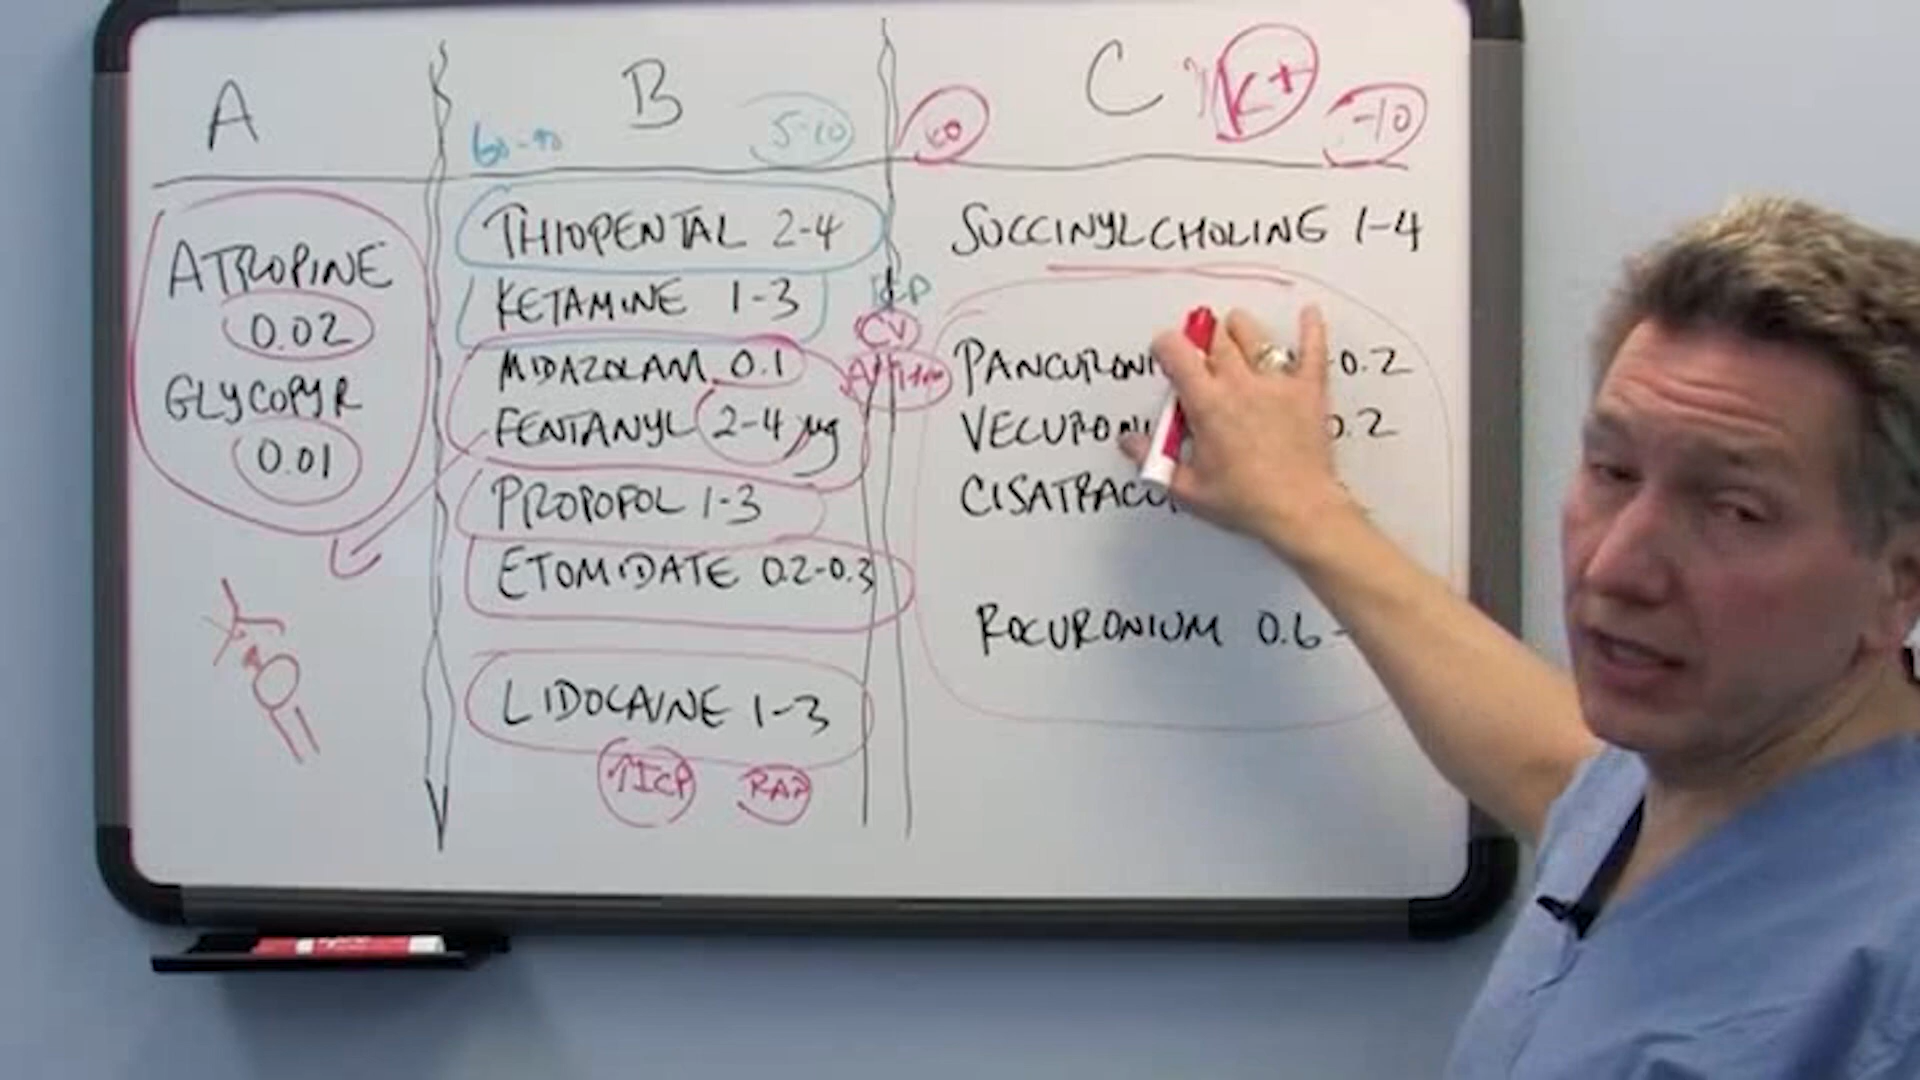 A
ATROPINE
0.02
GLYCOPYR
0.01
B
60-90
5-10
THIOPENTAL 2-4
KETAMINE 1-3
MIDAZOLAM 0.1
FENTANYL 2-4 µg
PROPOFOL 1-3
ETOMIDATE 0.2-0.3
LIDOCAINE 1-3
↑ICP
ICP
CV
C
K+
-10
SUCCINYLCHOLINE 1-4
PANCURONI 0.2
VECURONI 0.2
CISATRACU
ROCURONIUM 0.6-